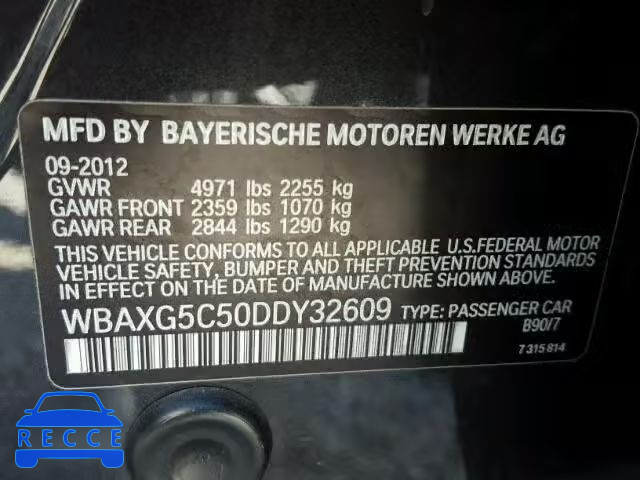 MFD BY BAYERISCHE MOTOREN WERKE AG
09-2012
GVWR 4971 lbs 2255 kg
GAWR FRONT 2359 lbs 1070 kg
GAWR REAR 2844 lbs 1290 kg
THIS VEHICLE CONFORMS TO ALL APPLICABLE U.S.FEDERAL MOTOR
VEHICLE SAFETY, BUMPER AND THEFT PREVENTION STANDARDS
IN EFFECT ON THE DATE OF MANUFACTURE SHOWN ABOVE.
WBAXG5C50DDY32609 TYPE: PASSENGER CAR
B90/7
7 315 814
RECCE